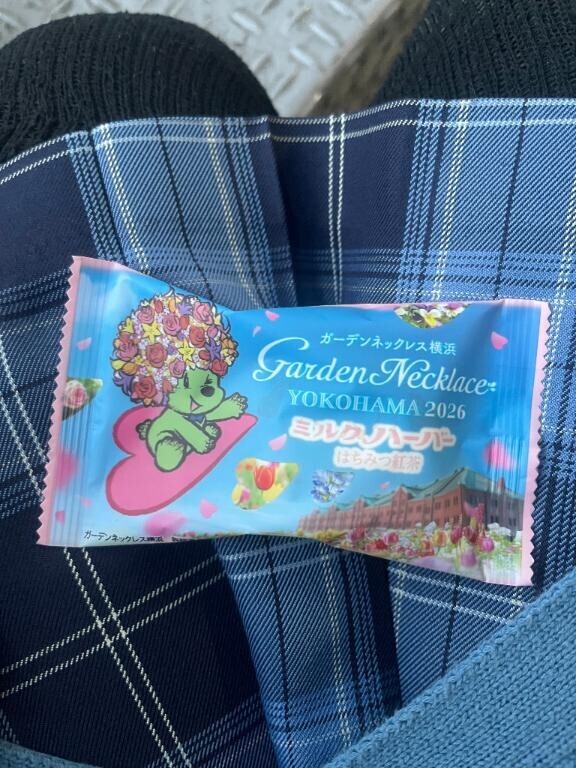 ガーデンネックレス横浜
Garden Necklace
YOKOHAMA 2026
ミルクハーバー
はちみつ紅茶
ガーデンネックレス横浜